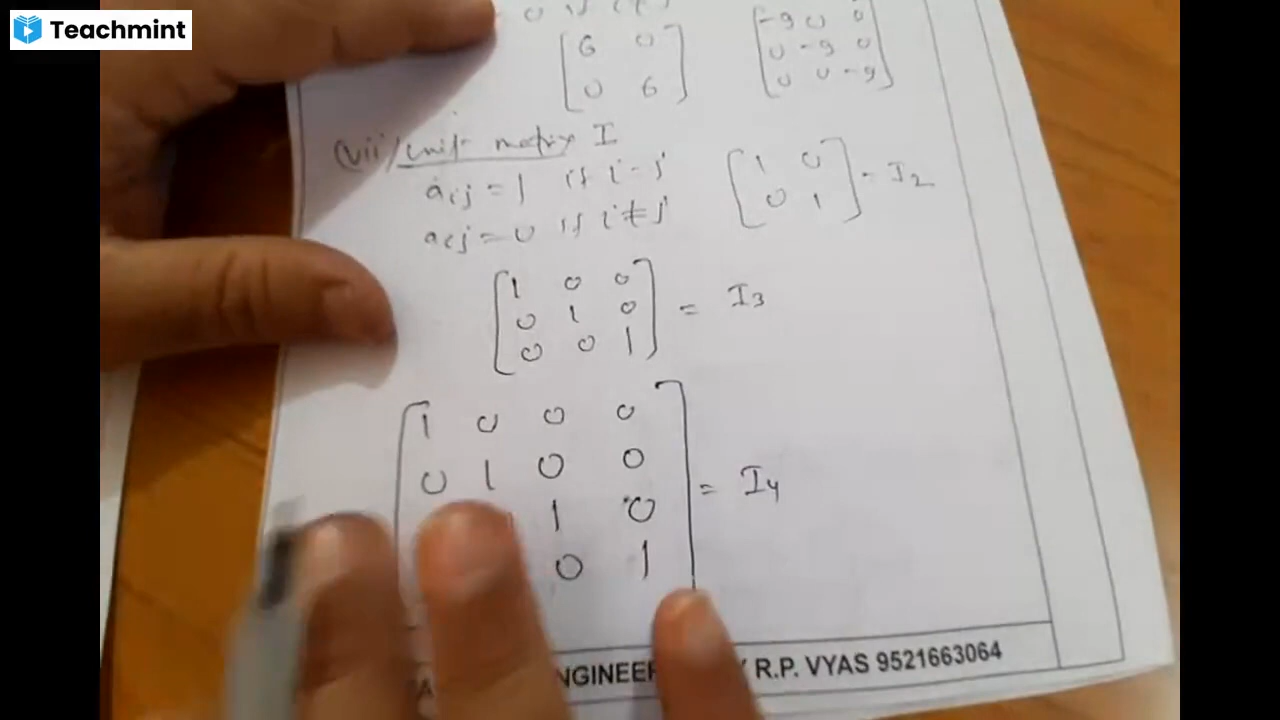 Teachmint
= 0 if i≠j
[6 0
0 6]
[-9 0 0
0 -9 0
0 0 -9]
(vii) unit matrix I
aij = 1 if i = j
aij = 0 if i ≠ j
[1 0
0 1] = I2
[1 0 0
0 1 0
0 0 1] = I3
[1 0 0 0
0 1 0 0
1 0
0 1] = I4
R.P. VYAS 9521663064